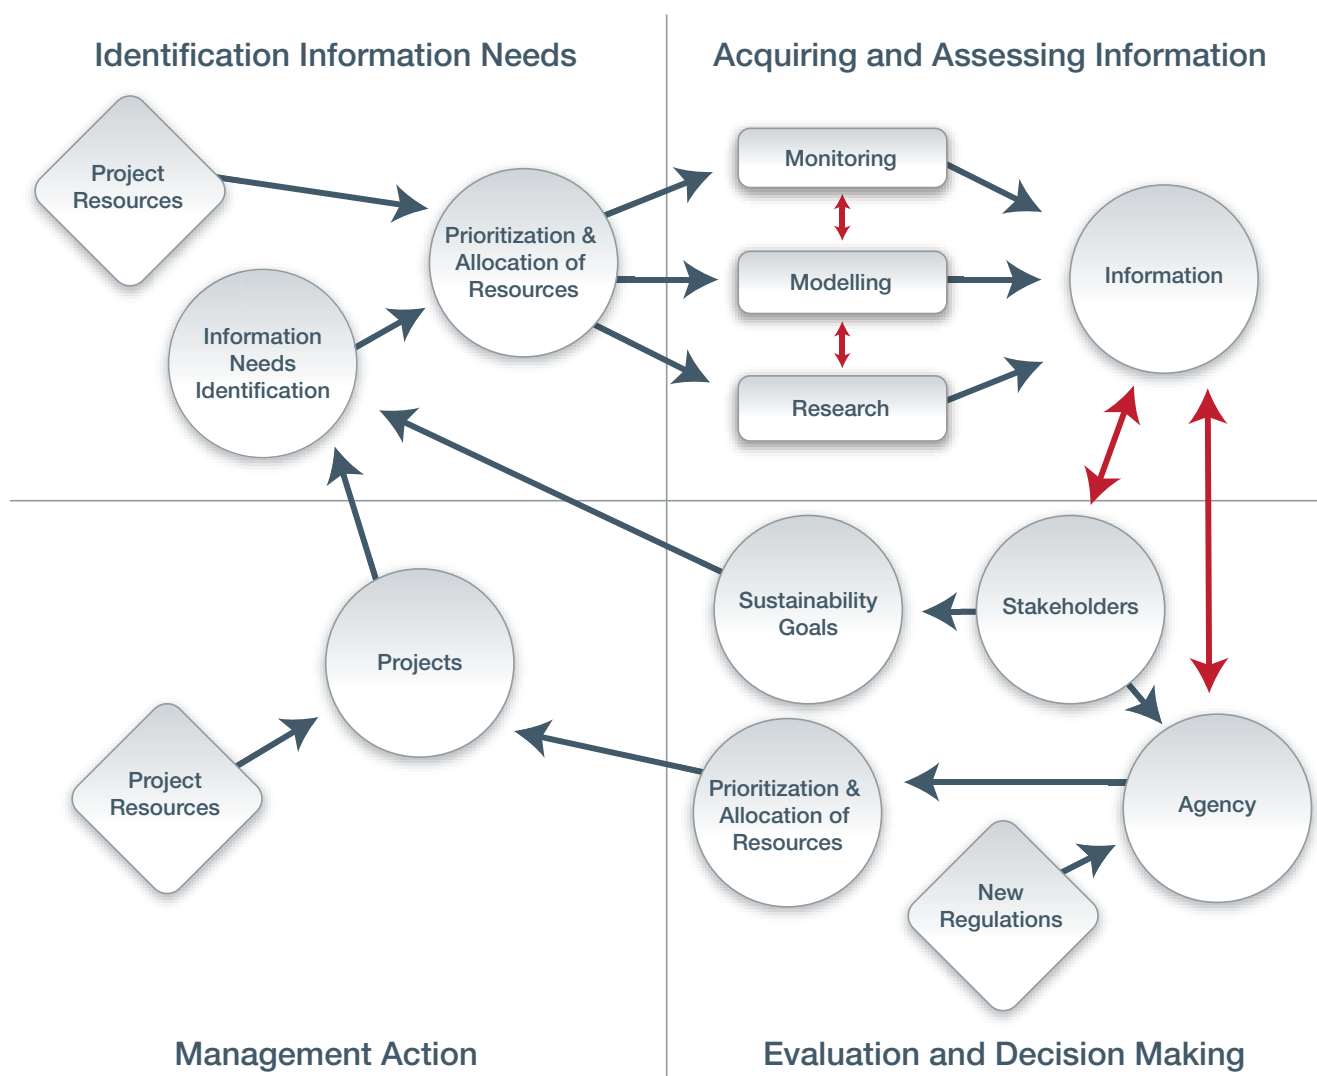 Identification Information Needs
Project
Resources
Prioritization &
Allocation of
Resources
Information
Needs
Identification
Acquiring and Assessing Information
Monitoring
Modelling
Research
Information
Projects
Project
Resources
Management Action
Sustainability
Goals
Stakeholders
Prioritization &
Allocation of
Resources
Agency
New
Regulations
Evaluation and Decision Making